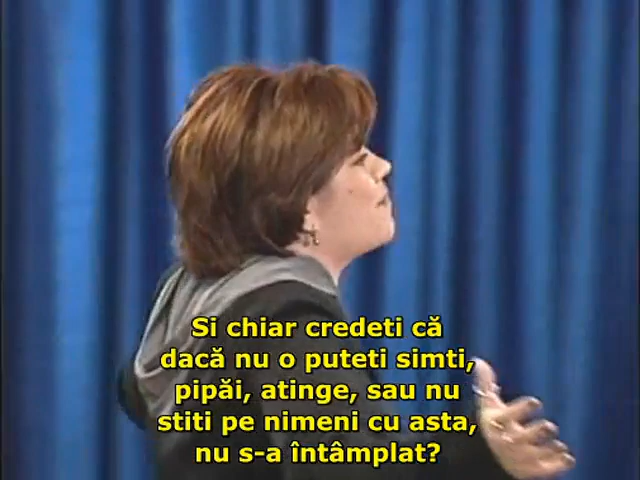 Si chiar credeti că
dacă nu o puteti simti,
pipăi, atinge, sau nu
stiti pe nimeni cu asta,
nu s-a întâmplat?